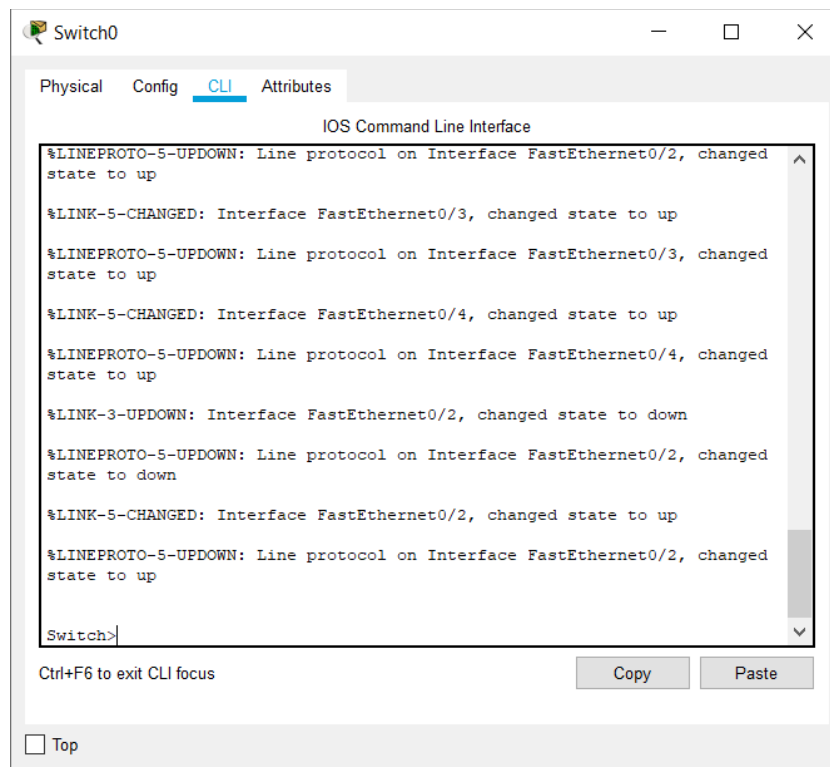 Switch0
Physical Config CLI Attributes
IOS Command Line Interface
%LINEPROTO-5-UPDOWN: Line protocol on Interface FastEthernet0/2, changed
state to up
%LINK-5-CHANGED: Interface FastEthernet0/3, changed state to up
%LINEPROTO-5-UPDOWN: Line protocol on Interface FastEthernet0/3, changed
state to up
%LINK-5-CHANGED: Interface FastEthernet0/4, changed state to up
%LINEPROTO-5-UPDOWN: Line protocol on Interface FastEthernet0/4, changed
state to up
%LINK-3-UPDOWN: Interface FastEthernet0/2, changed state to down
%LINEPROTO-5-UPDOWN: Line protocol on Interface FastEthernet0/2, changed
state to down
%LINK-5-CHANGED: Interface FastEthernet0/2, changed state to up
%LINEPROTO-5-UPDOWN: Line protocol on Interface FastEthernet0/2, changed
state to up
Switch>
Ctrl+F6 to exit CLI focus Copy Paste
Top